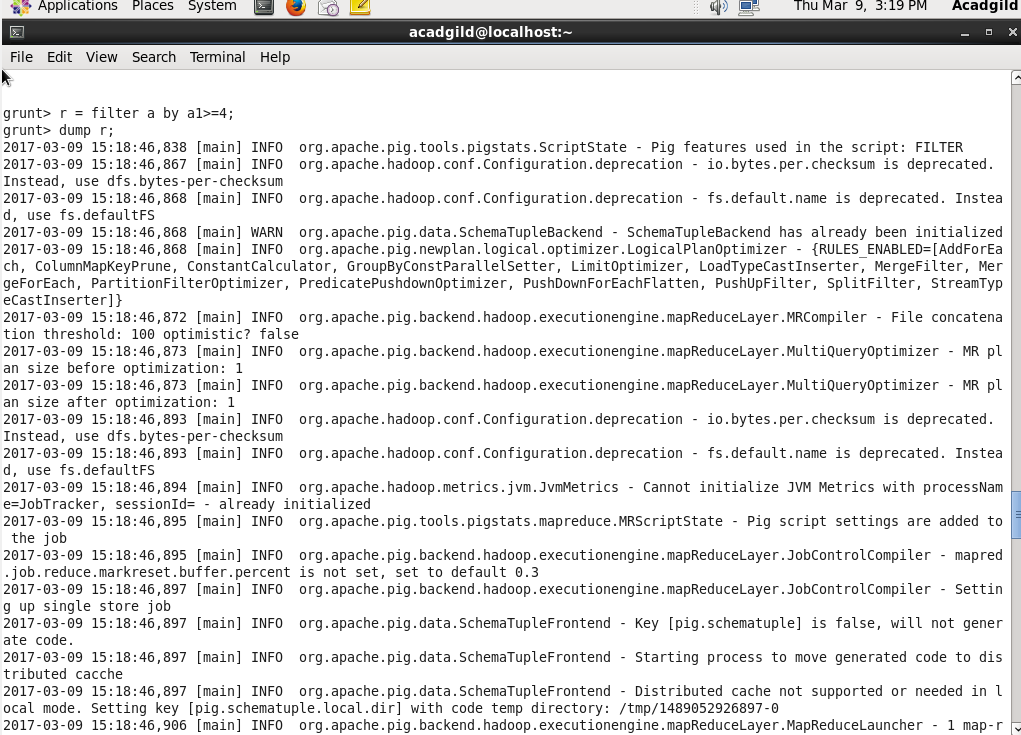 Applications Places System Thu Mar 9, 3:19 PM Acadgild
acadgild@localhost:~
File Edit View Search Terminal Help
grunt> r = filter a by a1>=4;
grunt> dump r;
2017-03-09 15:18:46,838 [main] INFO  org.apache.pig.tools.pigstats.ScriptState - Pig features used in the script: FILTER
2017-03-09 15:18:46,867 [main] INFO  org.apache.hadoop.conf.Configuration.deprecation - io.bytes.per.checksum is deprecated.
Instead, use dfs.bytes-per-checksum
2017-03-09 15:18:46,868 [main] INFO  org.apache.hadoop.conf.Configuration.deprecation - fs.default.name is deprecated. Instea
d, use fs.defaultFS
2017-03-09 15:18:46,868 [main] WARN  org.apache.pig.data.SchemaTupleBackend - SchemaTupleBackend has already been initialized
2017-03-09 15:18:46,868 [main] INFO  org.apache.pig.newplan.logical.optimizer.LogicalPlanOptimizer - {RULES_ENABLED=[AddForEa
ch, ColumnMapKeyPrune, ConstantCalculator, GroupByConstParallelSetter, LimitOptimizer, LoadTypeCastInserter, MergeFilter, Mer
geForEach, PartitionFilterOptimizer, PredicatePushdownOptimizer, PushDownForEachFlatten, PushUpFilter, SplitFilter, StreamTyp
eCastInserter]}
2017-03-09 15:18:46,872 [main] INFO  org.apache.pig.backend.hadoop.executionengine.mapReduceLayer.MRCompiler - File concatena
tion threshold: 100 optimistic? false
2017-03-09 15:18:46,873 [main] INFO  org.apache.pig.backend.hadoop.executionengine.mapReduceLayer.MultiQueryOptimizer - MR pl
an size before optimization: 1
2017-03-09 15:18:46,873 [main] INFO  org.apache.pig.backend.hadoop.executionengine.mapReduceLayer.MultiQueryOptimizer - MR pl
an size after optimization: 1
2017-03-09 15:18:46,893 [main] INFO  org.apache.hadoop.conf.Configuration.deprecation - io.bytes.per.checksum is deprecated.
Instead, use dfs.bytes-per-checksum
2017-03-09 15:18:46,893 [main] INFO  org.apache.hadoop.conf.Configuration.deprecation - fs.default.name is deprecated. Instea
d, use fs.defaultFS
2017-03-09 15:18:46,894 [main] INFO  org.apache.hadoop.metrics.jvm.JvmMetrics - Cannot initialize JVM Metrics with processNam
e=JobTracker, sessionId= - already initialized
2017-03-09 15:18:46,895 [main] INFO  org.apache.pig.tools.pigstats.mapreduce.MRScriptState - Pig script settings are added to
 the job
2017-03-09 15:18:46,895 [main] INFO  org.apache.pig.backend.hadoop.executionengine.mapReduceLayer.JobControlCompiler - mapred
.job.reduce.markreset.buffer.percent is not set, set to default 0.3
2017-03-09 15:18:46,897 [main] INFO  org.apache.pig.backend.hadoop.executionengine.mapReduceLayer.JobControlCompiler - Settin
g up single store job
2017-03-09 15:18:46,897 [main] INFO  org.apache.pig.data.SchemaTupleFrontend - Key [pig.schematuple] is false, will not gener
ate code.
2017-03-09 15:18:46,897 [main] INFO  org.apache.pig.data.SchemaTupleFrontend - Starting process to move generated code to dis
tributed cacche
2017-03-09 15:18:46,897 [main] INFO  org.apache.pig.data.SchemaTupleFrontend - Distributed cache not supported or needed in l
ocal mode. Setting key [pig.schematuple.local.dir] with code temp directory: /tmp/1489052926897-0
2017-03-09 15:18:46,906 [main] INFO  org.apache.pig.backend.hadoop.executionengine.mapReduceLayer.MapReduceLauncher - 1 map-r